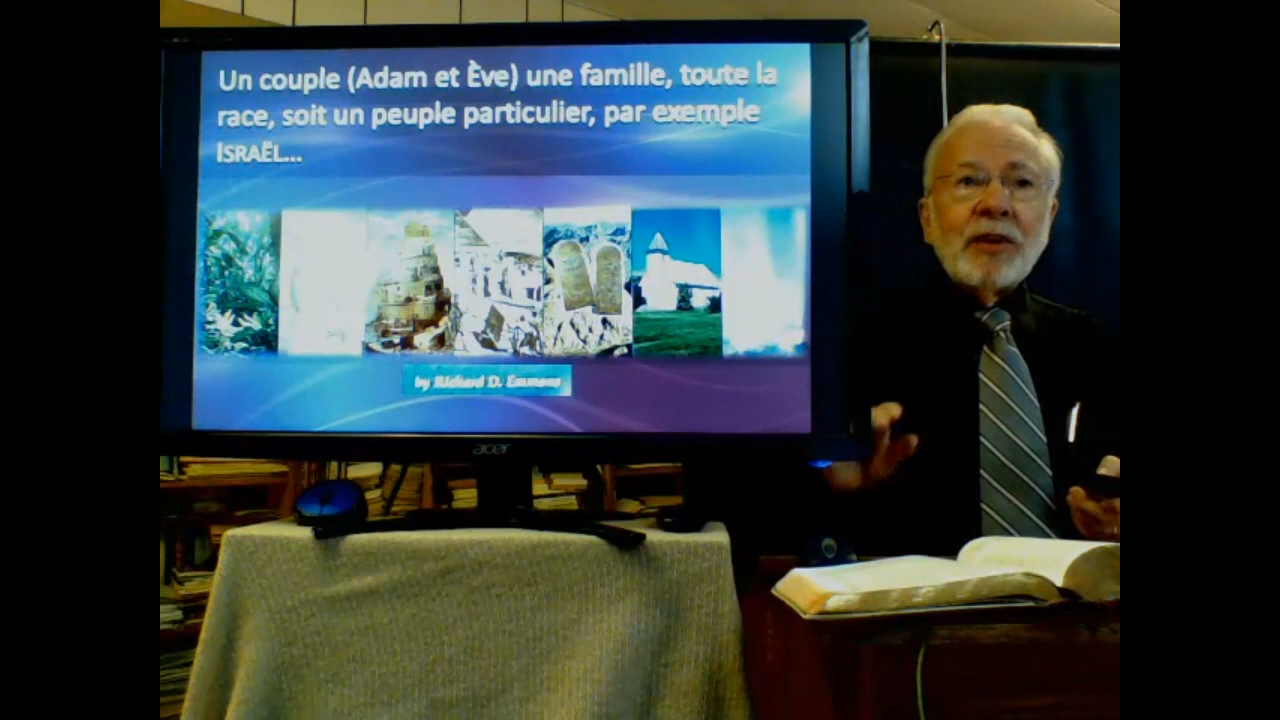 Un couple (Adam et Ève) une famille, toute la
race, soit un peuple particulier, par exemple
ISRAËL...
by Richard D. Emmons
acer